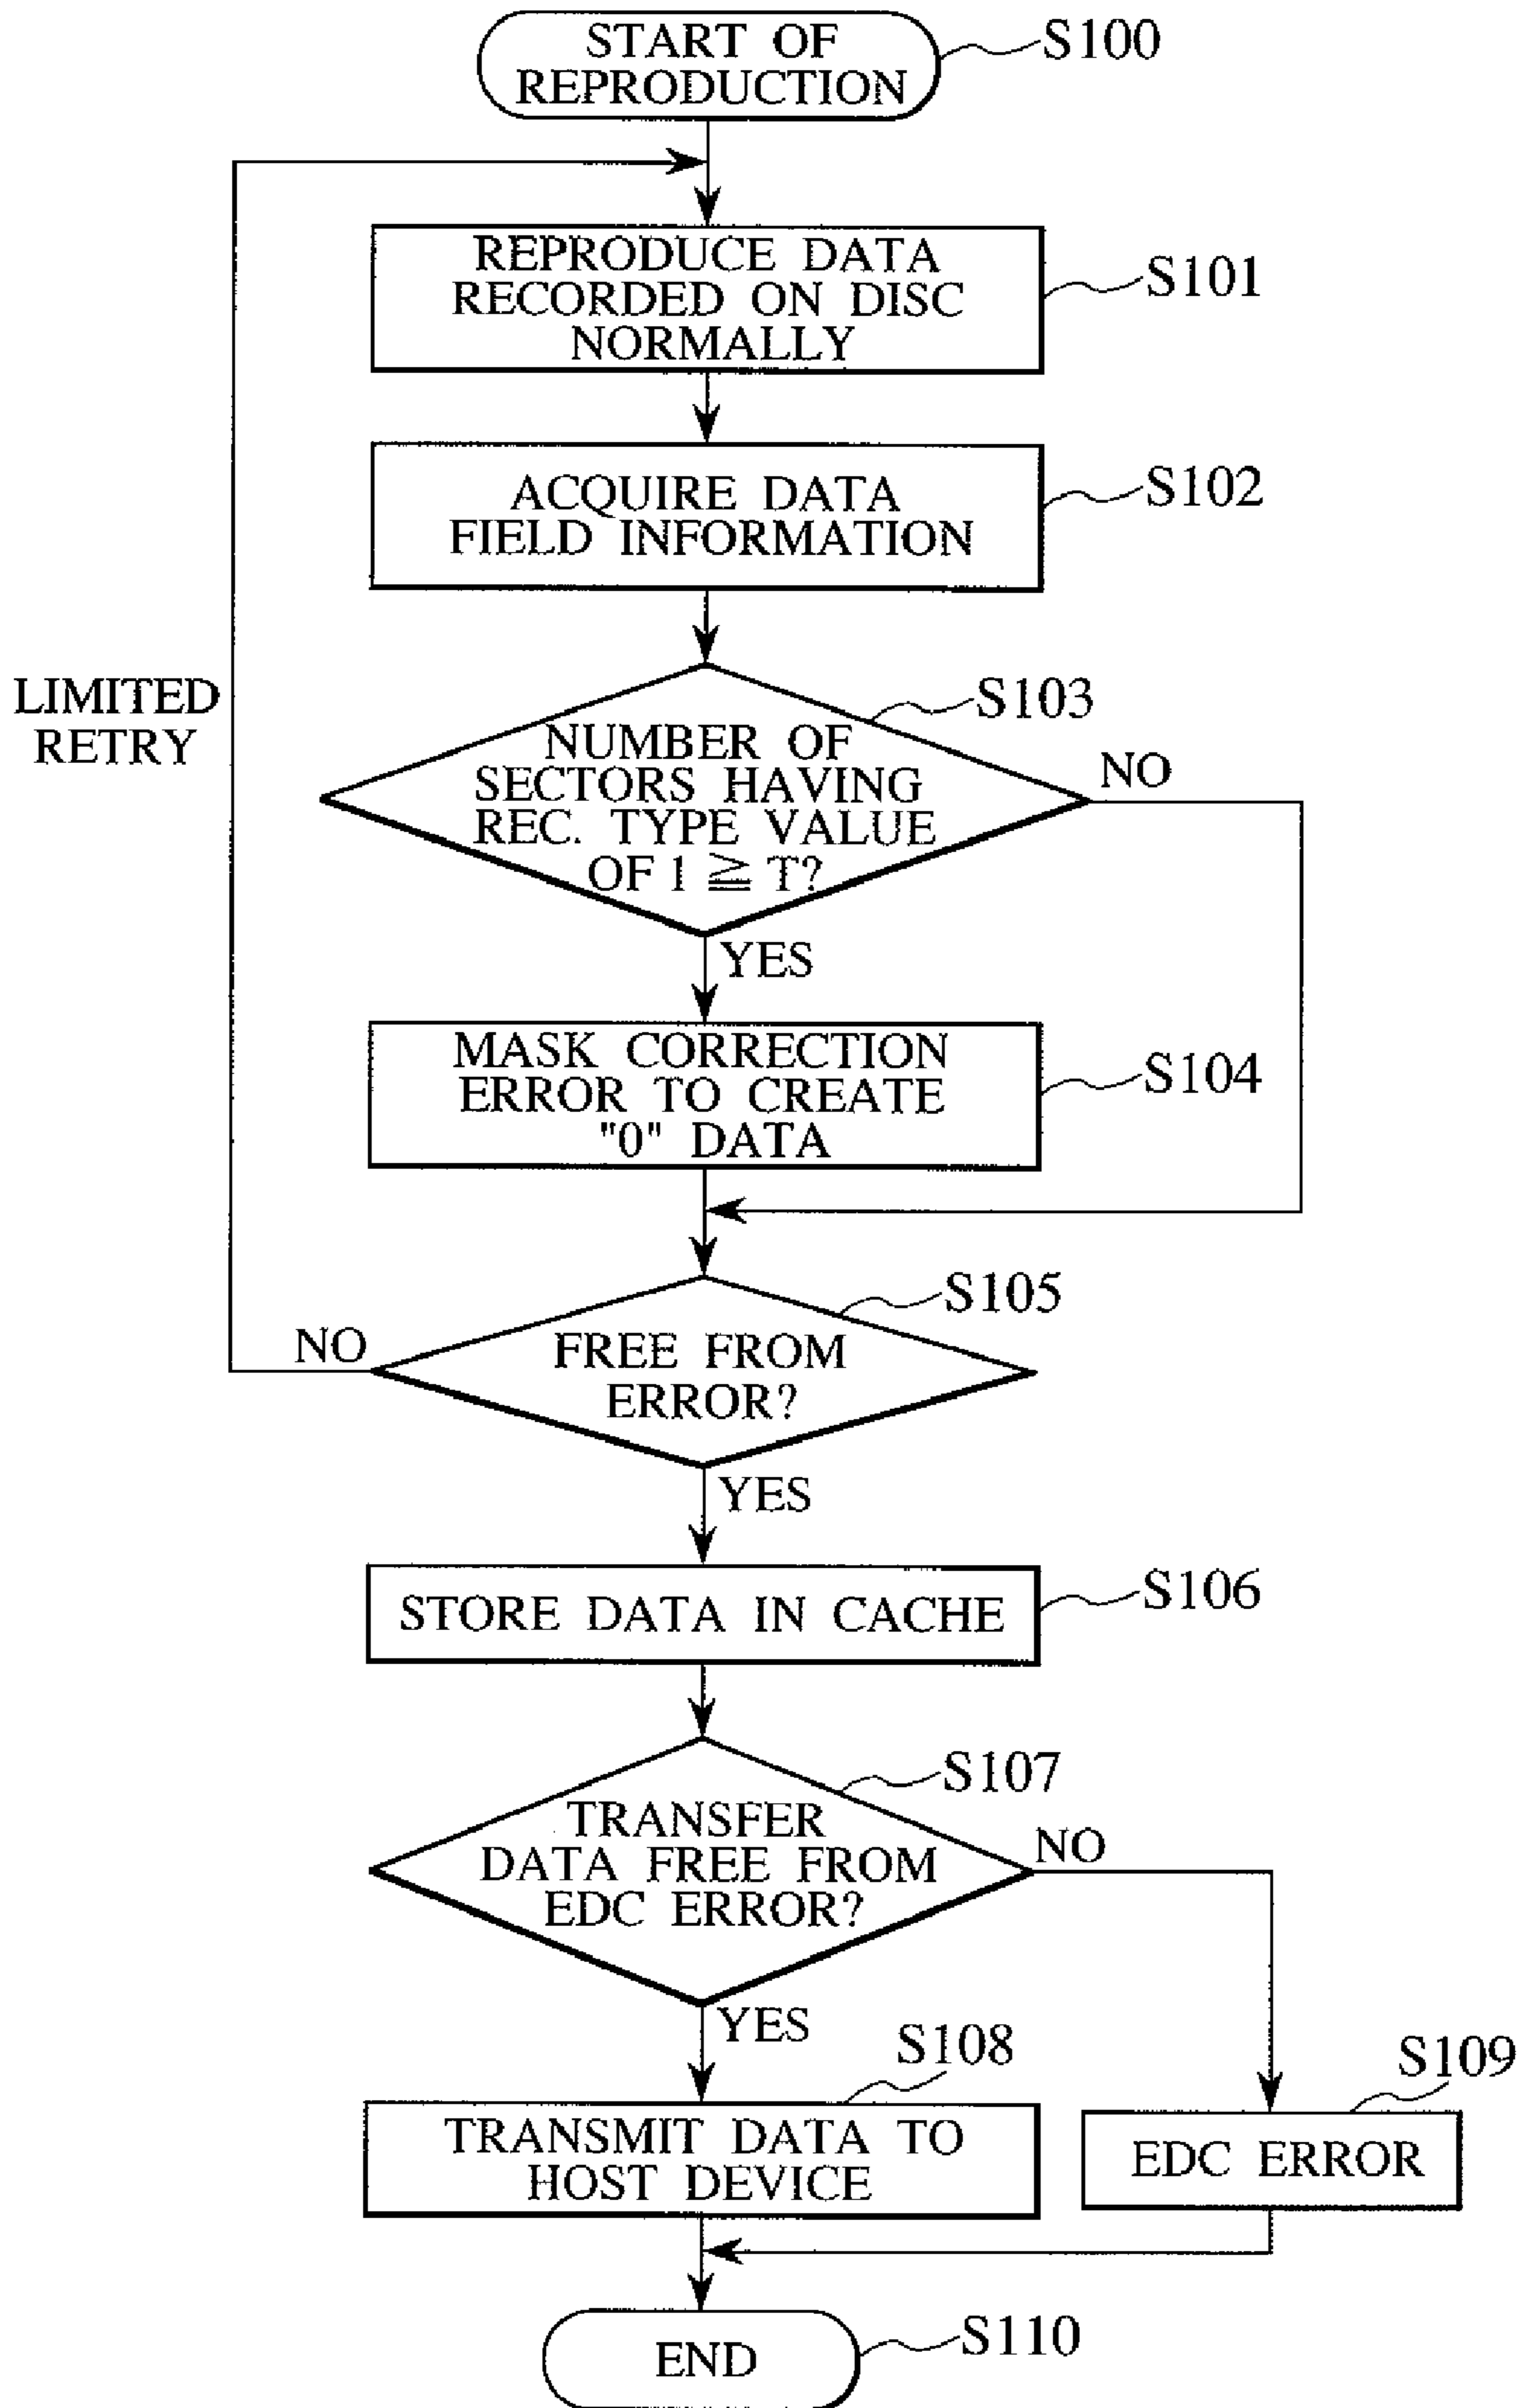 START OF
REPRODUCTION
S100
REPRODUCE DATA
RECORDED ON DISC
NORMALLY
S101
ACQUIRE DATA
FIELD INFORMATION
S102
LIMITED
RETRY
S103
NUMBER OF
SECTORS HAVING
REC. TYPE VALUE
OF 1 ≧ T?
NO
YES
MASK CORRECTION
ERROR TO CREATE
"0" DATA
S104
S105
FREE FROM
ERROR?
NO
YES
STORE DATA IN CACHE
S106
S107
TRANSFER
DATA FREE FROM
EDC ERROR?
NO
YES
S108
TRANSMIT DATA TO
HOST DEVICE
S109
EDC ERROR
END
S110